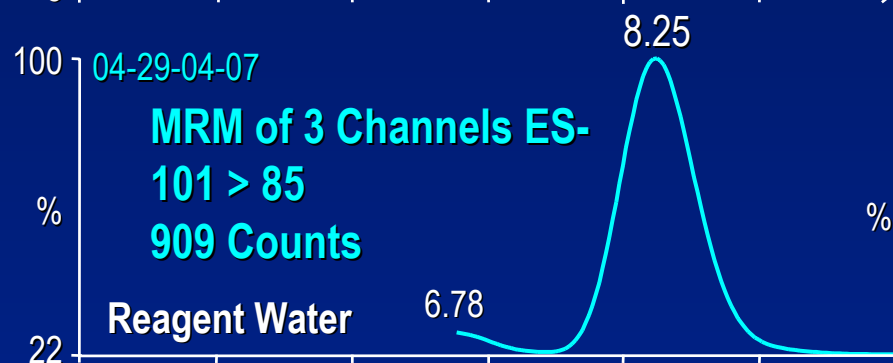 8.25
100
04-29-04-07
MRM of 3 Channels ES-
101 > 85
909 Counts
%
%
Reagent Water
6.78
22